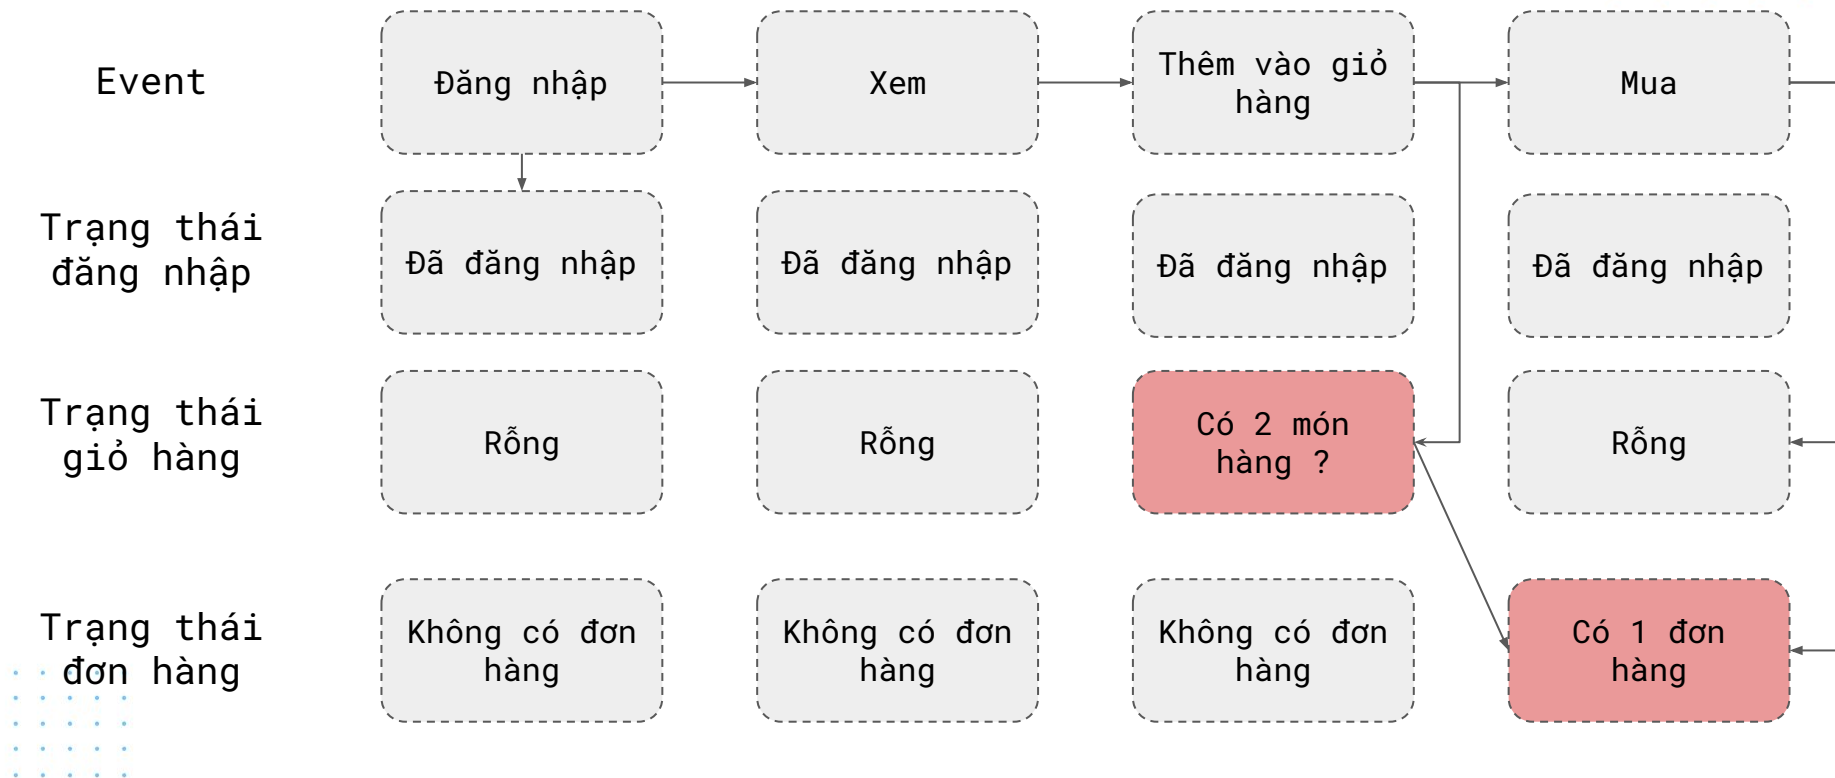 Event
Đăng nhập
Xem
Thêm vào giỏ
hàng
Mua
Trạng thái
đăng nhập
Đã đăng nhập
Đã đăng nhập
Đã đăng nhập
Đã đăng nhập
Trạng thái
giỏ hàng
Rỗng
Rỗng
Có 2 món
hàng ?
Rỗng
Trạng thái
đơn hàng
Không có đơn
hàng
Không có đơn
hàng
Không có đơn
hàng
Có 1 đơn
hàng